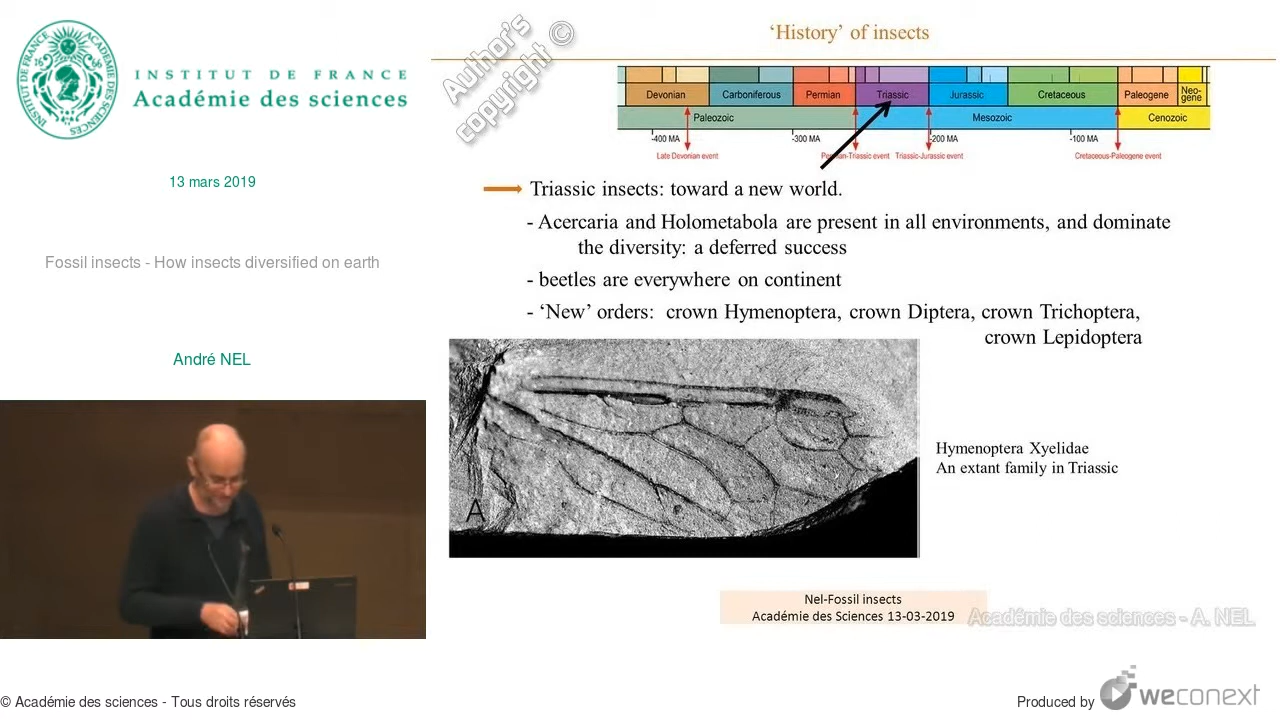 INSTITUT DE FRANCE
Académie des sciences
13 mars 2019
Fossil insects - How insects diversified on earth
André NEL
Author's
copyright ©
‘History’ of insects
Devonian
Carboniferous
Permian
Triassic
Jurassic
Cretaceous
Paleogene
Neo-
gene
Paleozoic
Mesozoic
Cenozoic
-400 MA
-300 MA
-200 MA
-100 MA
Late Devonian event
Permian-Triassic event
Triassic-Jurassic event
Cretaceous-Paleogene event
Triassic insects: toward a new world.
- Acercaria and Holometabola are present in all environments, and dominate
the diversity: a deferred success
- beetles are everywhere on continent
- ‘New’ orders: crown Hymenoptera, crown Diptera, crown Trichoptera,
crown Lepidoptera
A
Hymenoptera Xyelidae
An extant family in Triassic
Nel-Fossil insects
Académie des Sciences 13-03-2019
Académie des sciences - A. NEL
© Académie des sciences - Tous droits réservés
Produced by
weconext